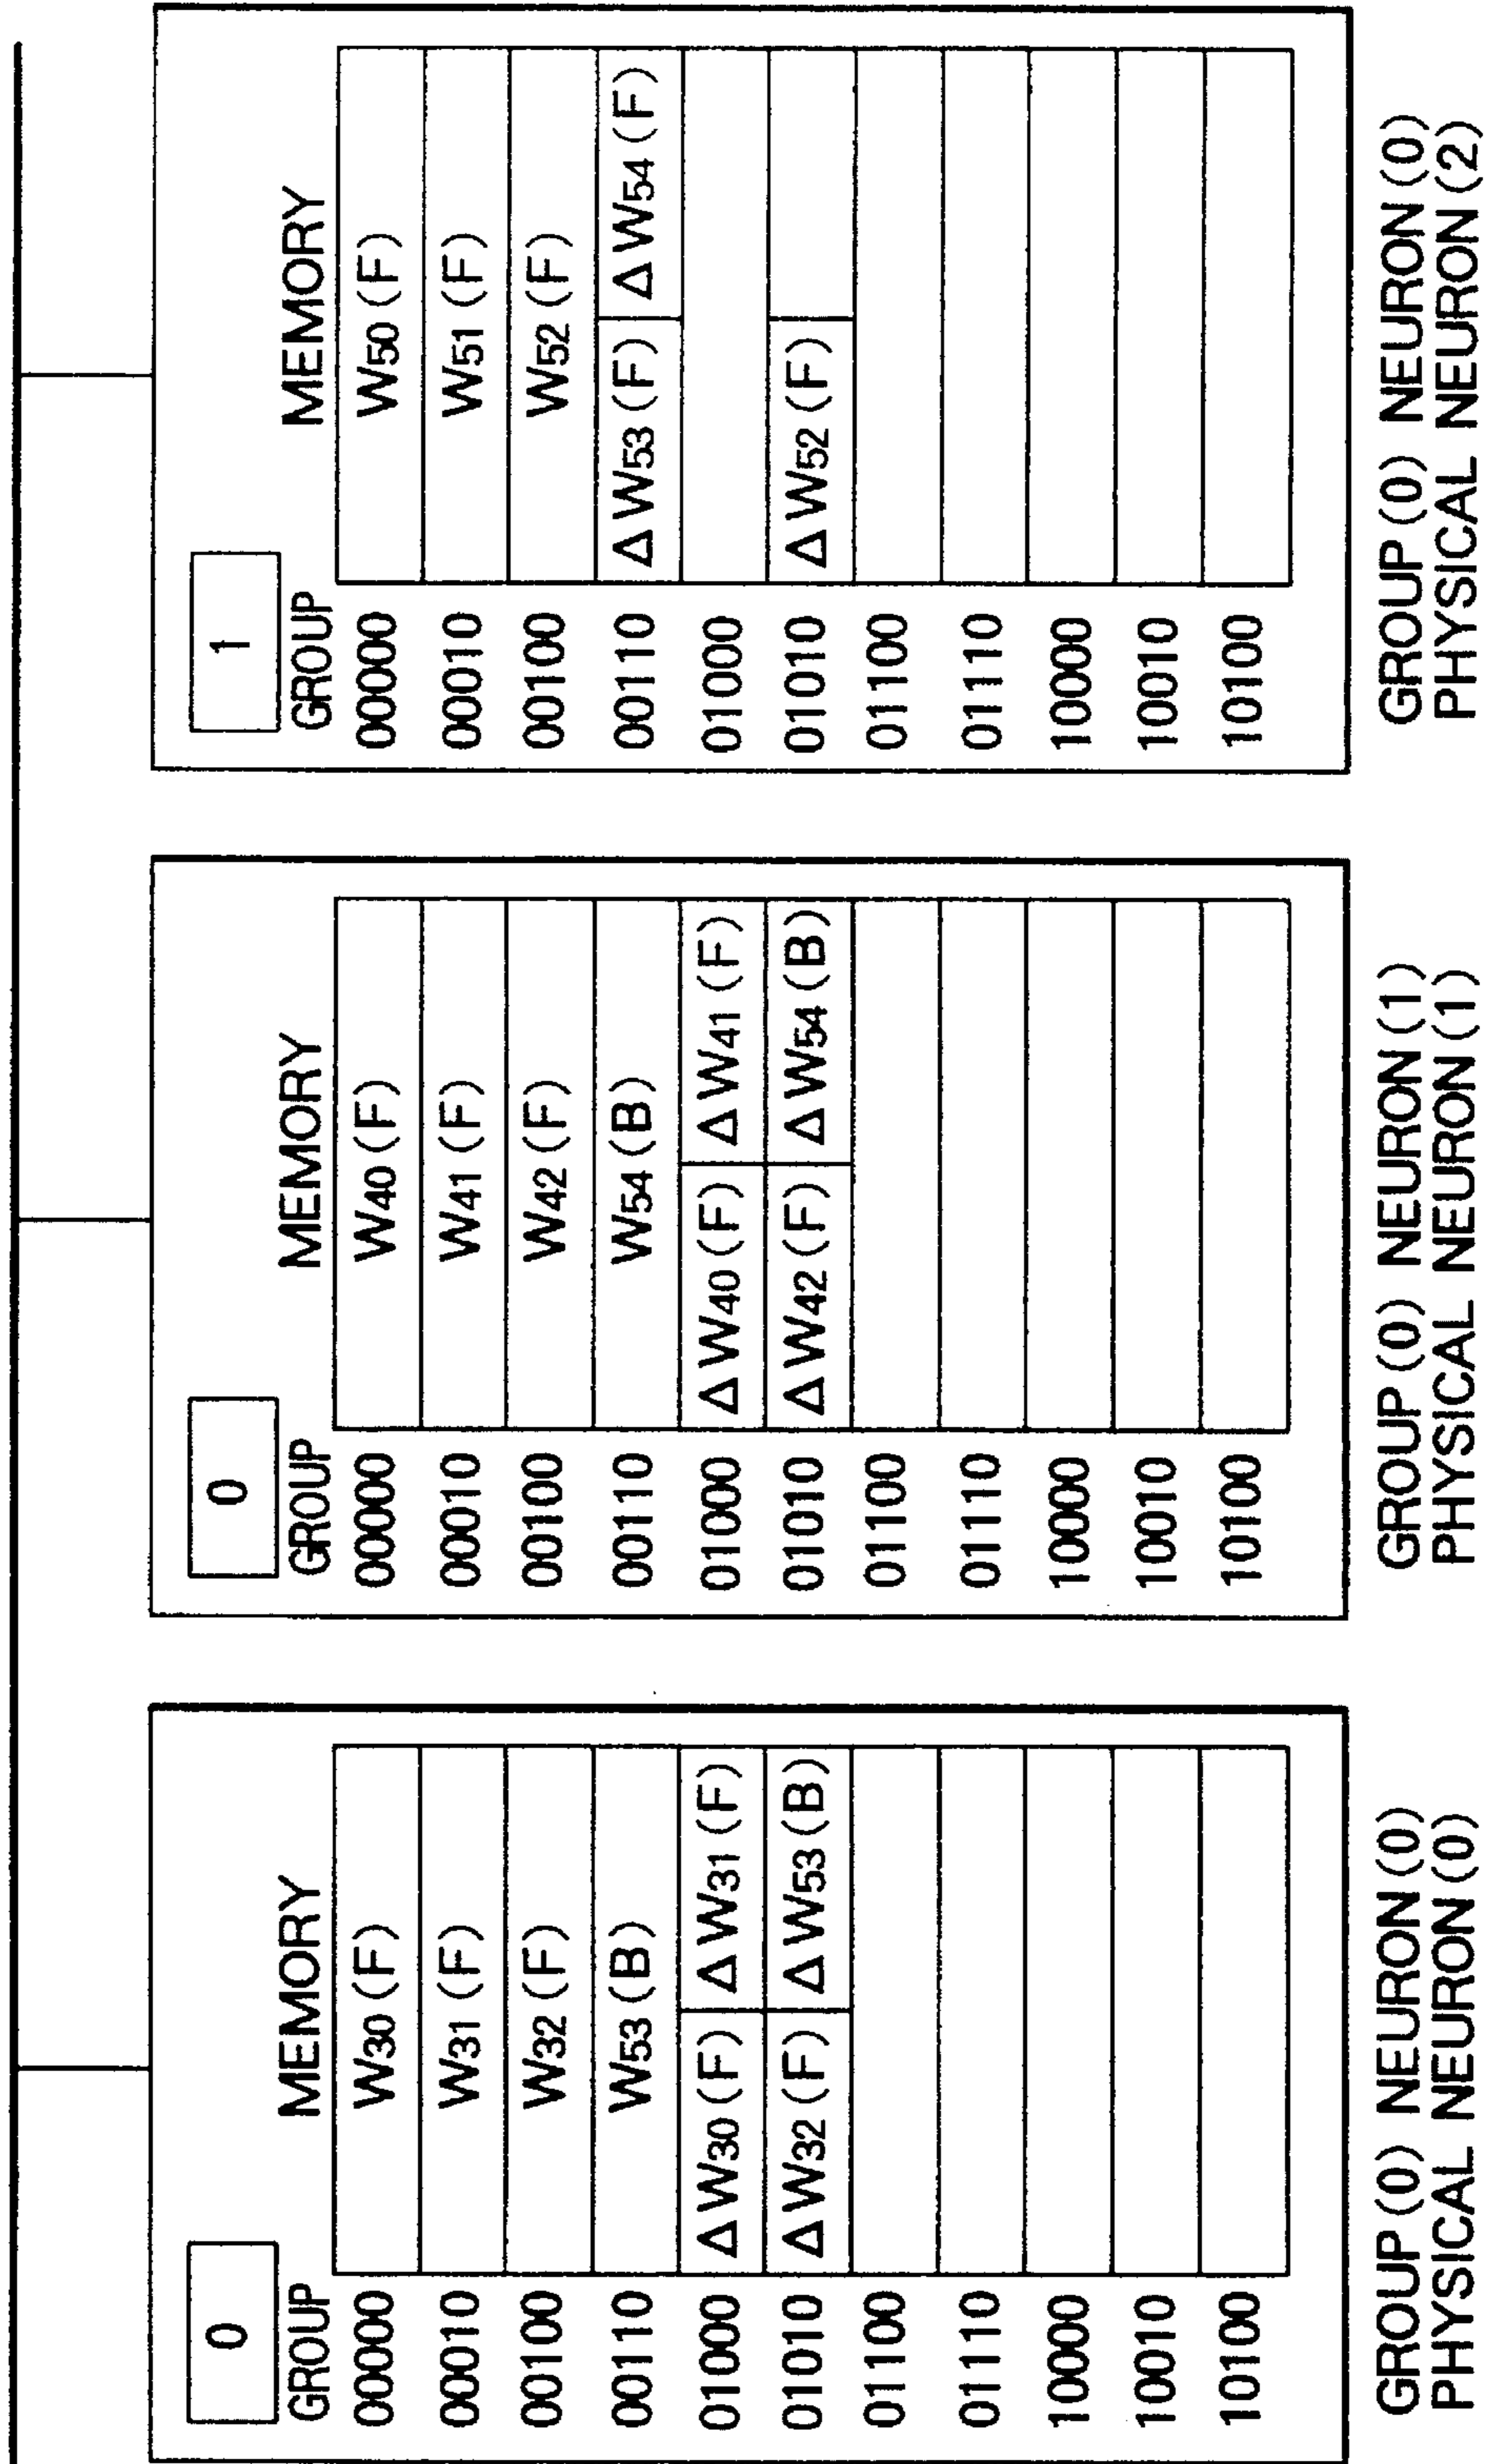 0
GROUP MEMORY
00000 W30 (F)
00010 W31 (F)
00100 W32 (F)
00110 W53 (B)
01000 ΔW30 (F) ΔW31 (F)
01010 ΔW32 (F) ΔW53 (B)
01100
01110
10000
10010
10100
GROUP (0) NEURON (0)
PHYSICAL NEURON (0)
0
GROUP MEMORY
00000 W40 (F)
00010 W41 (F)
00100 W42 (F)
00110 W54 (B)
01000 ΔW40 (F) ΔW41 (F)
01010 ΔW42 (F) ΔW54 (B)
01100
01110
10000
10010
10100
GROUP (0) NEURON (1)
PHYSICAL NEURON (1)
1
GROUP MEMORY
00000 W50 (F)
00010 W51 (F)
00100 W52 (F)
00110 ΔW53 (F) ΔW54 (F)
01000
01010 ΔW52 (F)
01100
01110
10000
10010
10100
GROUP (0) NEURON (0)
PHYSICAL NEURON (2)